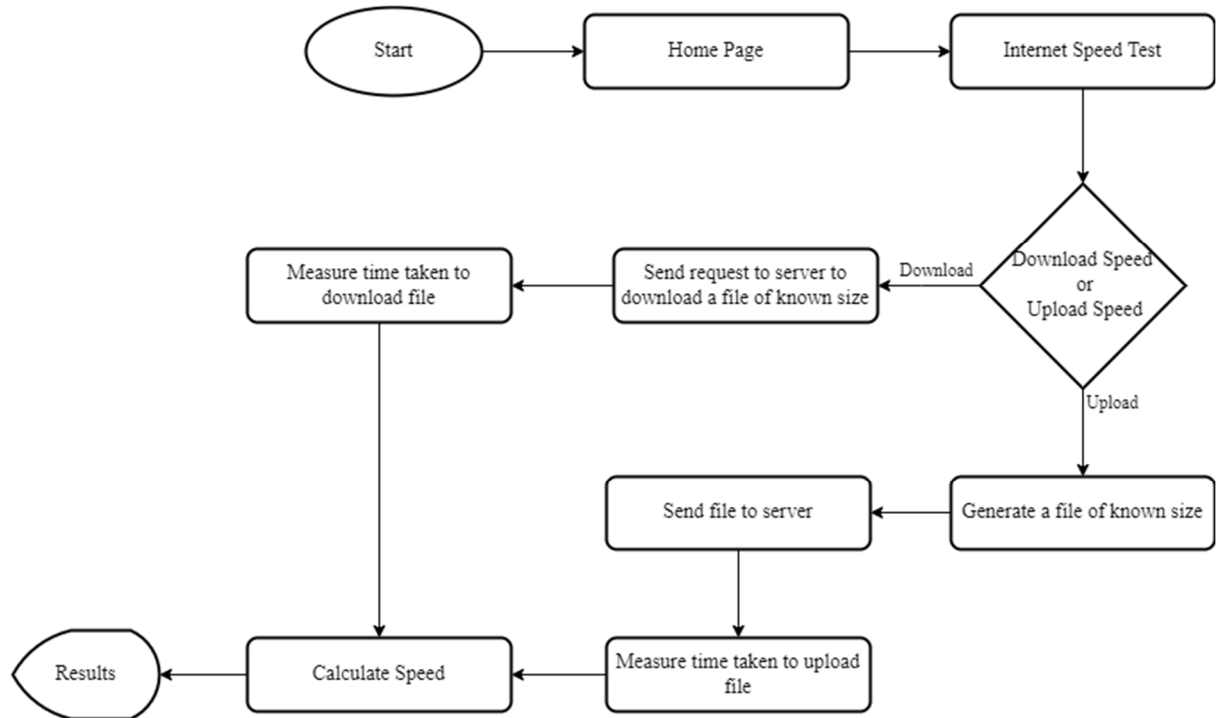 Start
Home Page
Internet Speed Test
Download Speed
or
Upload Speed
Download
Send request to server to
download a file of known size
Measure time taken to
download file
Upload
Generate a file of known size
Send file to server
Measure time taken to upload
file
Calculate Speed
Results